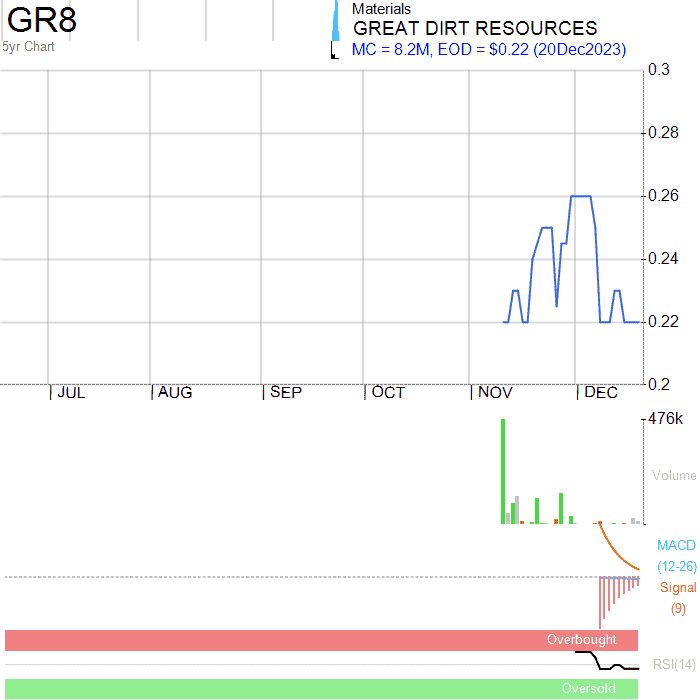 GR8
5yr Chart
Materials
GREAT DIRT RESOURCES
MC = 8.2M, EOD = $0.22 (20Dec2023)
0.3
0.28
0.26
0.24
0.22
0.2
JUL AUG SEP OCT NOV DEC
476k
Volume
MACD
(12-26)
Signal
(9)
Overbought
RSI(14)
Oversold